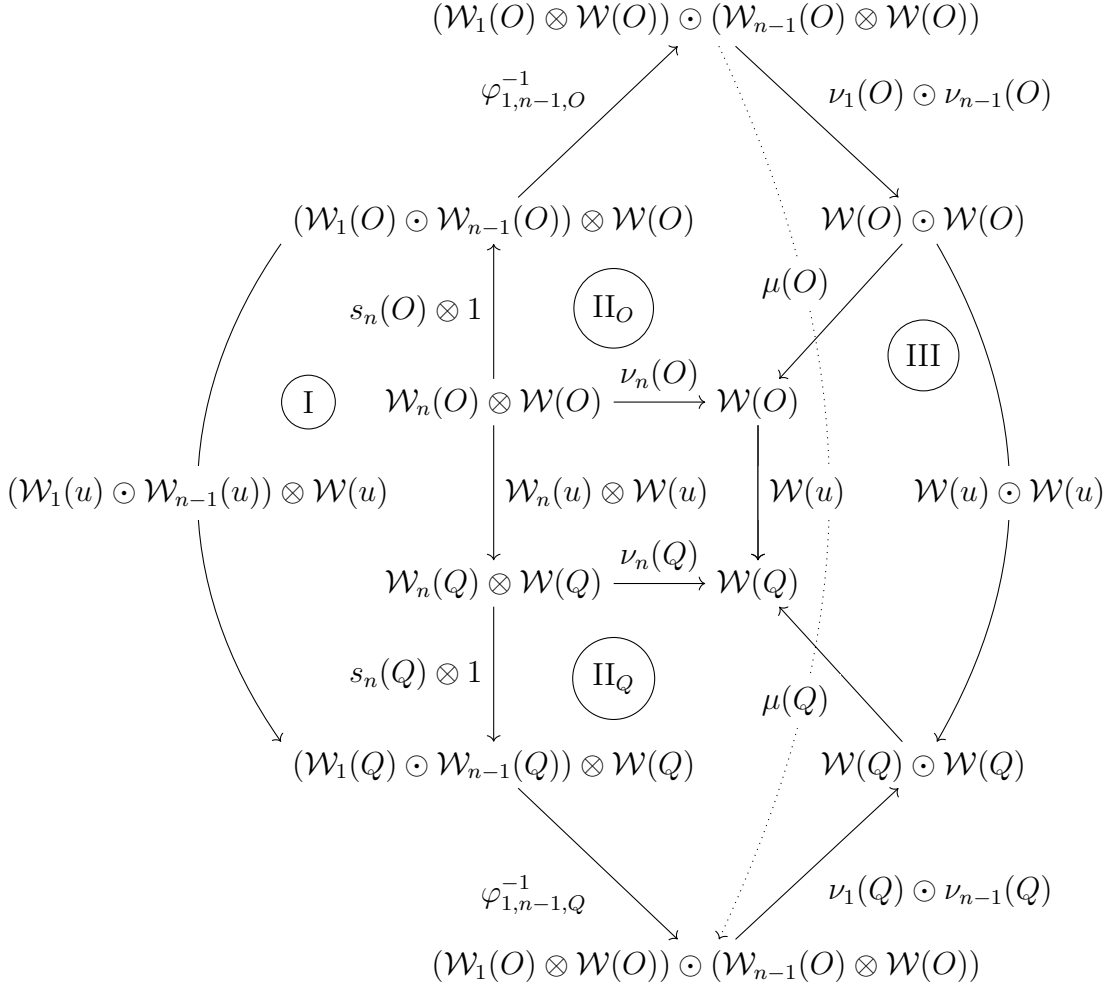 (𝒲₁(O) ⊗ 𝒲(O)) ⊙ (𝒲ₙ₋₁(O) ⊗ 𝒲(O))
φ⁻¹₁,ₙ₋₁,O
ν₁(O) ⊙ νₙ₋₁(O)
(𝒲₁(O) ⊙ 𝒲ₙ₋₁(O)) ⊗ 𝒲(O)
𝒲(O) ⊙ 𝒲(O)
sₙ(O) ⊗ 1
II_O
μ(O)
III
I
𝒲ₙ(O) ⊗ 𝒲(O)
νₙ(O)
𝒲(O)
(𝒲₁(u) ⊙ 𝒲ₙ₋₁(u)) ⊗ 𝒲(u)
𝒲ₙ(u) ⊗ 𝒲(u)
𝒲(u)
𝒲(u) ⊙ 𝒲(u)
𝒲ₙ(Q) ⊗ 𝒲(Q)
νₙ(Q)
𝒲(Q)
sₙ(Q) ⊗ 1
II_Q
μ(Q)
(𝒲₁(Q) ⊙ 𝒲ₙ₋₁(Q)) ⊗ 𝒲(Q)
𝒲(Q) ⊙ 𝒲(Q)
φ⁻¹₁,ₙ₋₁,Q
ν₁(Q) ⊙ νₙ₋₁(Q)
(𝒲₁(O) ⊗ 𝒲(O)) ⊙ (𝒲ₙ₋₁(O) ⊗ 𝒲(O))